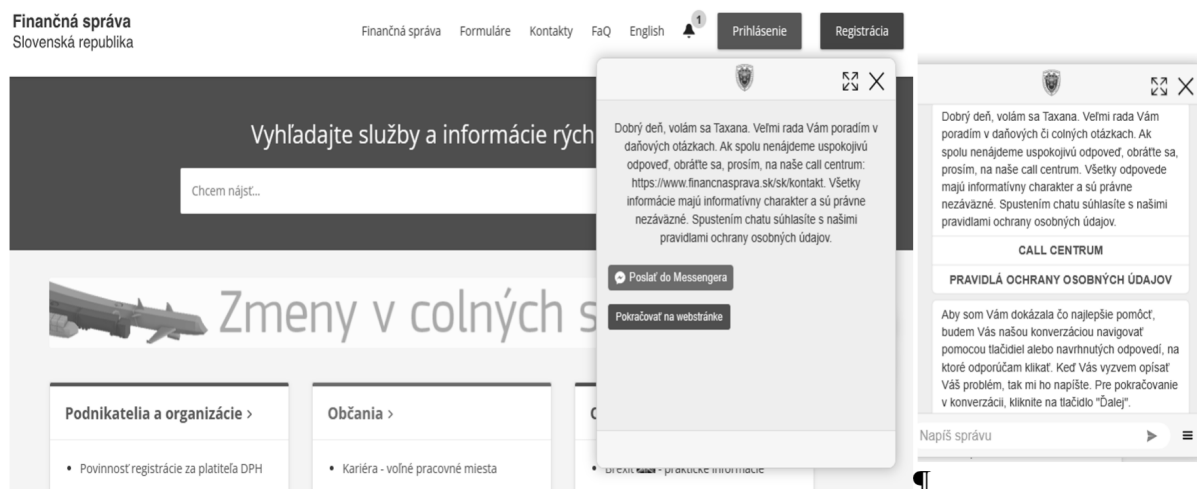 Finančná správa
Slovenská republika
Finančná správa Formuláre Kontakty FaQ English 1 Prihlásenie Registrácia
Vyhľadajte služby a informácie rých
Chcem nájsť...
Zmeny v colných s
Podnikatelia a organizácie >
• Povinnosť registrácie za platiteľa DPH
Občania >
• Kariéra - voľné pracovné miesta
• Brexit - praktické informácie
Dobrý deň, volám sa Taxana. Veľmi rada Vám poradím v
daňových otázkach. Ak spolu nenájdeme uspokojivú
odpoveď, obráťte sa, prosím, na naše call centrum:
https://www.financnasprava.sk/sk/kontakt. Všetky
informácie majú informatívny charakter a sú právne
nezáväzné. Spustením chatu súhlasíte s našimi
pravidlami ochrany osobných údajov.
Poslať do Messengera
Pokračovať na webstránke
Dobrý deň, volám sa Taxana. Veľmi rada Vám
poradím v daňových či colných otázkach. Ak
spolu nenájdeme uspokojivú odpoveď, obráťte sa,
prosím, na naše call centrum. Všetky odpovede
majú informatívny charakter a sú právne
nezáväzné. Spustením chatu súhlasíte s našimi
pravidlami ochrany osobných údajov.
CALL CENTRUM
PRAVIDLÁ OCHRANY OSOBNÝCH ÚDAJOV
Aby som Vám dokázala čo najlepšie pomôcť,
budem Vás našou konverzáciou navigovať
pomocou tlačidiel alebo navrhnutých odpovedí, na
ktoré odporúčam klikať. Keď Vás vyzvem opísať
Váš problém, tak mi ho napíšte. Pre pokračovanie
v konverzácii, kliknite na tlačidlo "Ďalej".
Napíš správu
¶